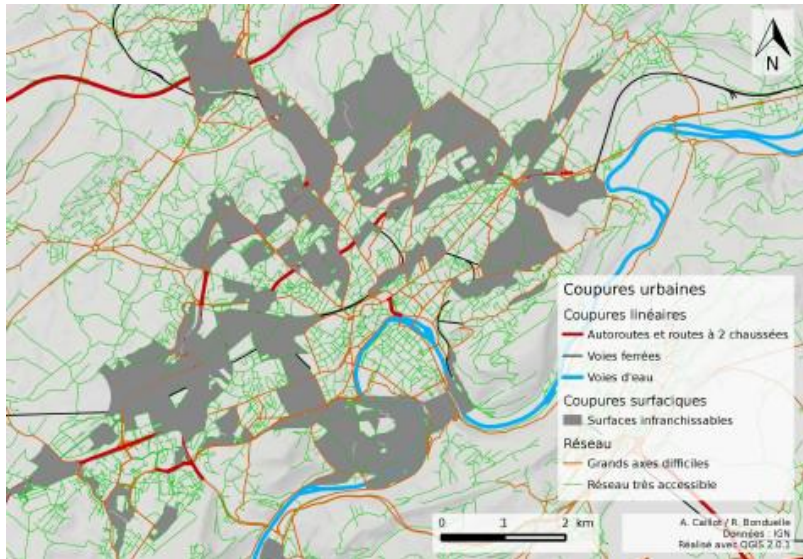 N
Coupures urbaines
Coupures linéaires
Autoroutes et routes à 2 chaussées
Voies ferrées
Voies d'eau
Coupures surfaciques
Surfaces infranchissables
Réseau
Grands axes difficiles
Réseau très accessible
0 1 2 km
A. Caillot / R. Bonduelle
Données : IGN
Réalisé avec QGIS 2.0.1